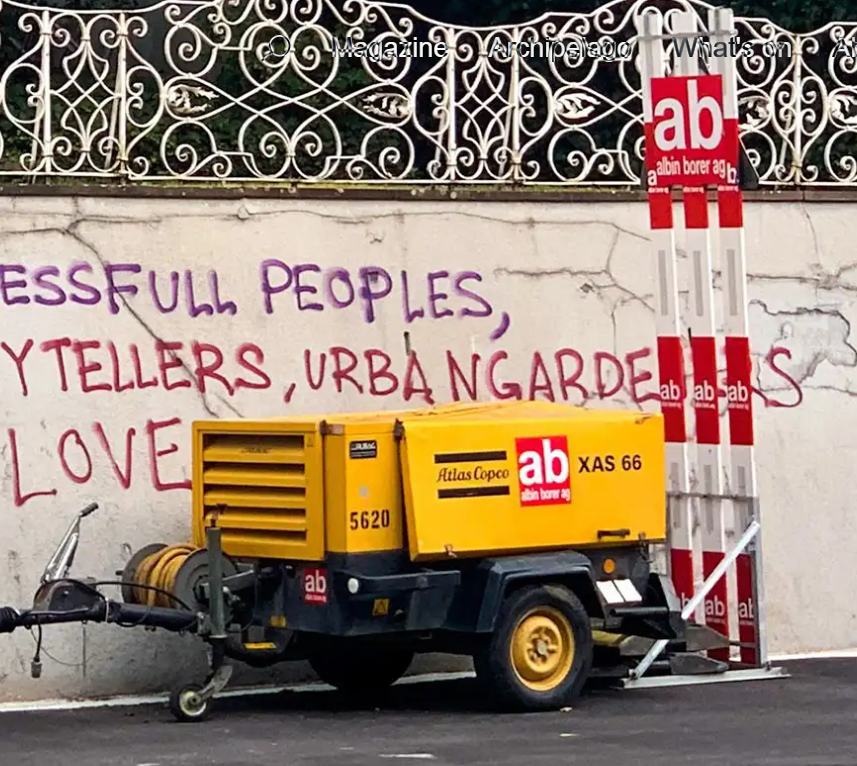 Magazine Archipelago What's on
ab
albin borer ag
ESSFULL PEOPLES,
YTELLERS, URBANGARDE S
LOVE
ab ab ab
Atlas Copco
ab
albin borer ag
XAS 66
5620
ab
ab